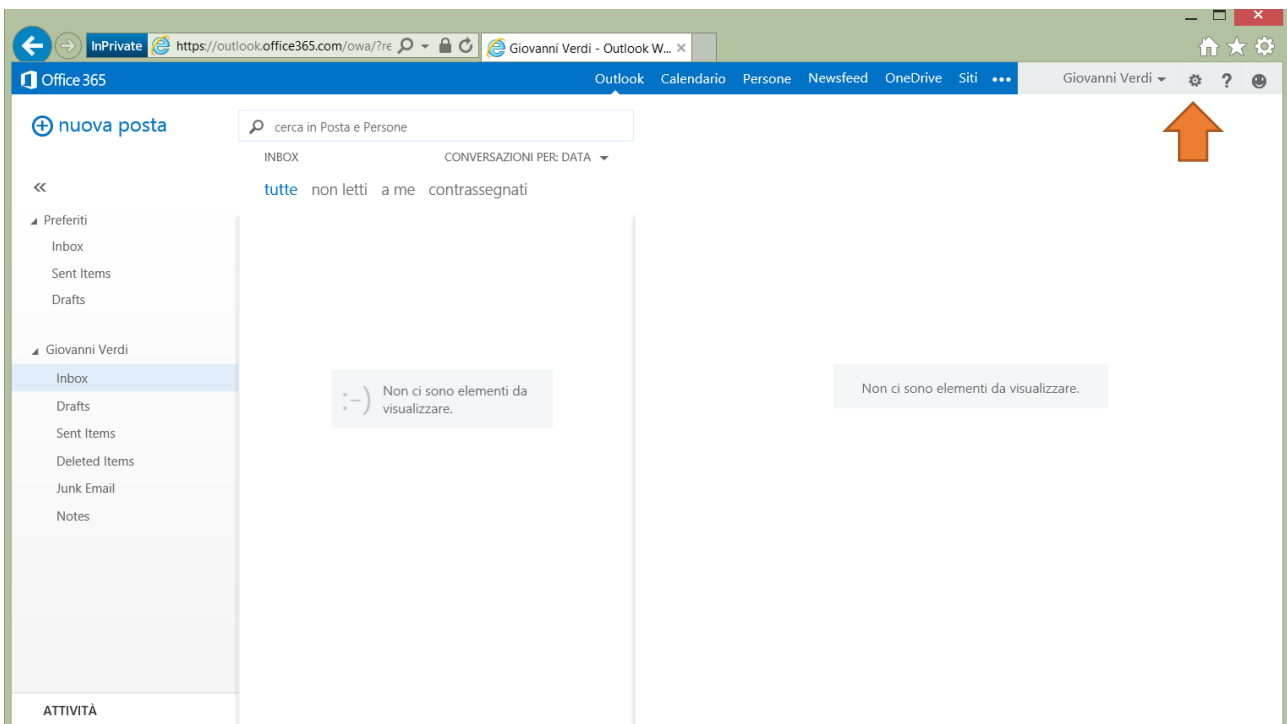 InPrivate https://outlook.office365.com/owa/?re Giovanni Verdi - Outlook W...
Office 365 Outlook Calendario Persone Newsfeed OneDrive Siti ••• Giovanni Verdi ?
nuova posta
cerca in Posta e Persone
INBOX CONVERSAZIONI PER: DATA
tutte non letti a me contrassegnati
Preferiti
Inbox
Sent Items
Drafts
Giovanni Verdi
Inbox
Drafts
Sent Items
Deleted Items
Junk Email
Notes
ATTIVITÀ
:-) Non ci sono elementi da
visualizzare.
Non ci sono elementi da visualizzare.